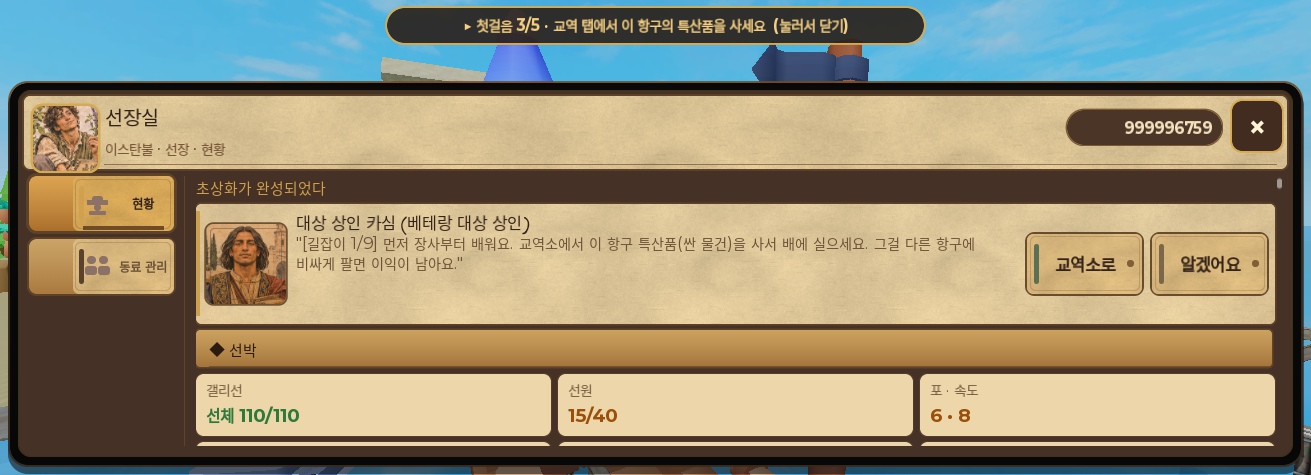 ▸ 첫걸음 3/5 · 교역 탭에서 이 항구의 특산품을 사세요 (눌러서 닫기)
선장실
이스탄불 · 선장 · 현황
999996759
×
현황
동료 관리
초상화가 완성되었다
대상 상인 카심 (베테랑 대상 상인)
"[길잡이 1/9] 먼저 장사부터 배워요. 교역소에서 이 항구 특산품(싼 물건)을 사서 배에 실으세요. 그걸 다른 항구에
비싸게 팔면 이익이 남아요."
교역소로
알겠어요
◆ 선박
갤리선
선체 110/110
선원
15/40
포 · 속도
6 · 8